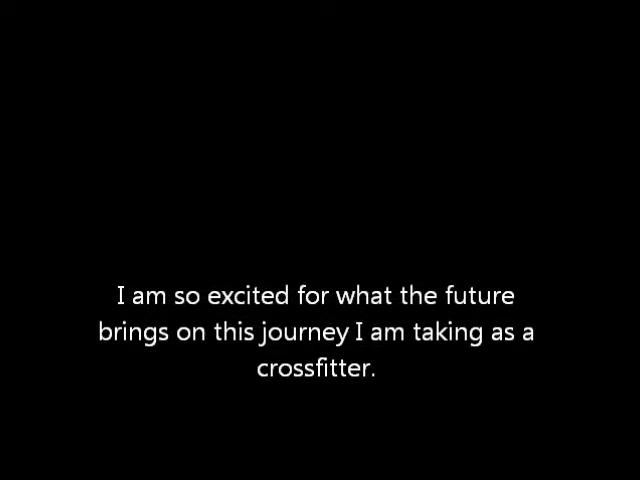 I am so excited for what the future
brings on this journey I am taking as a
crossfitter.